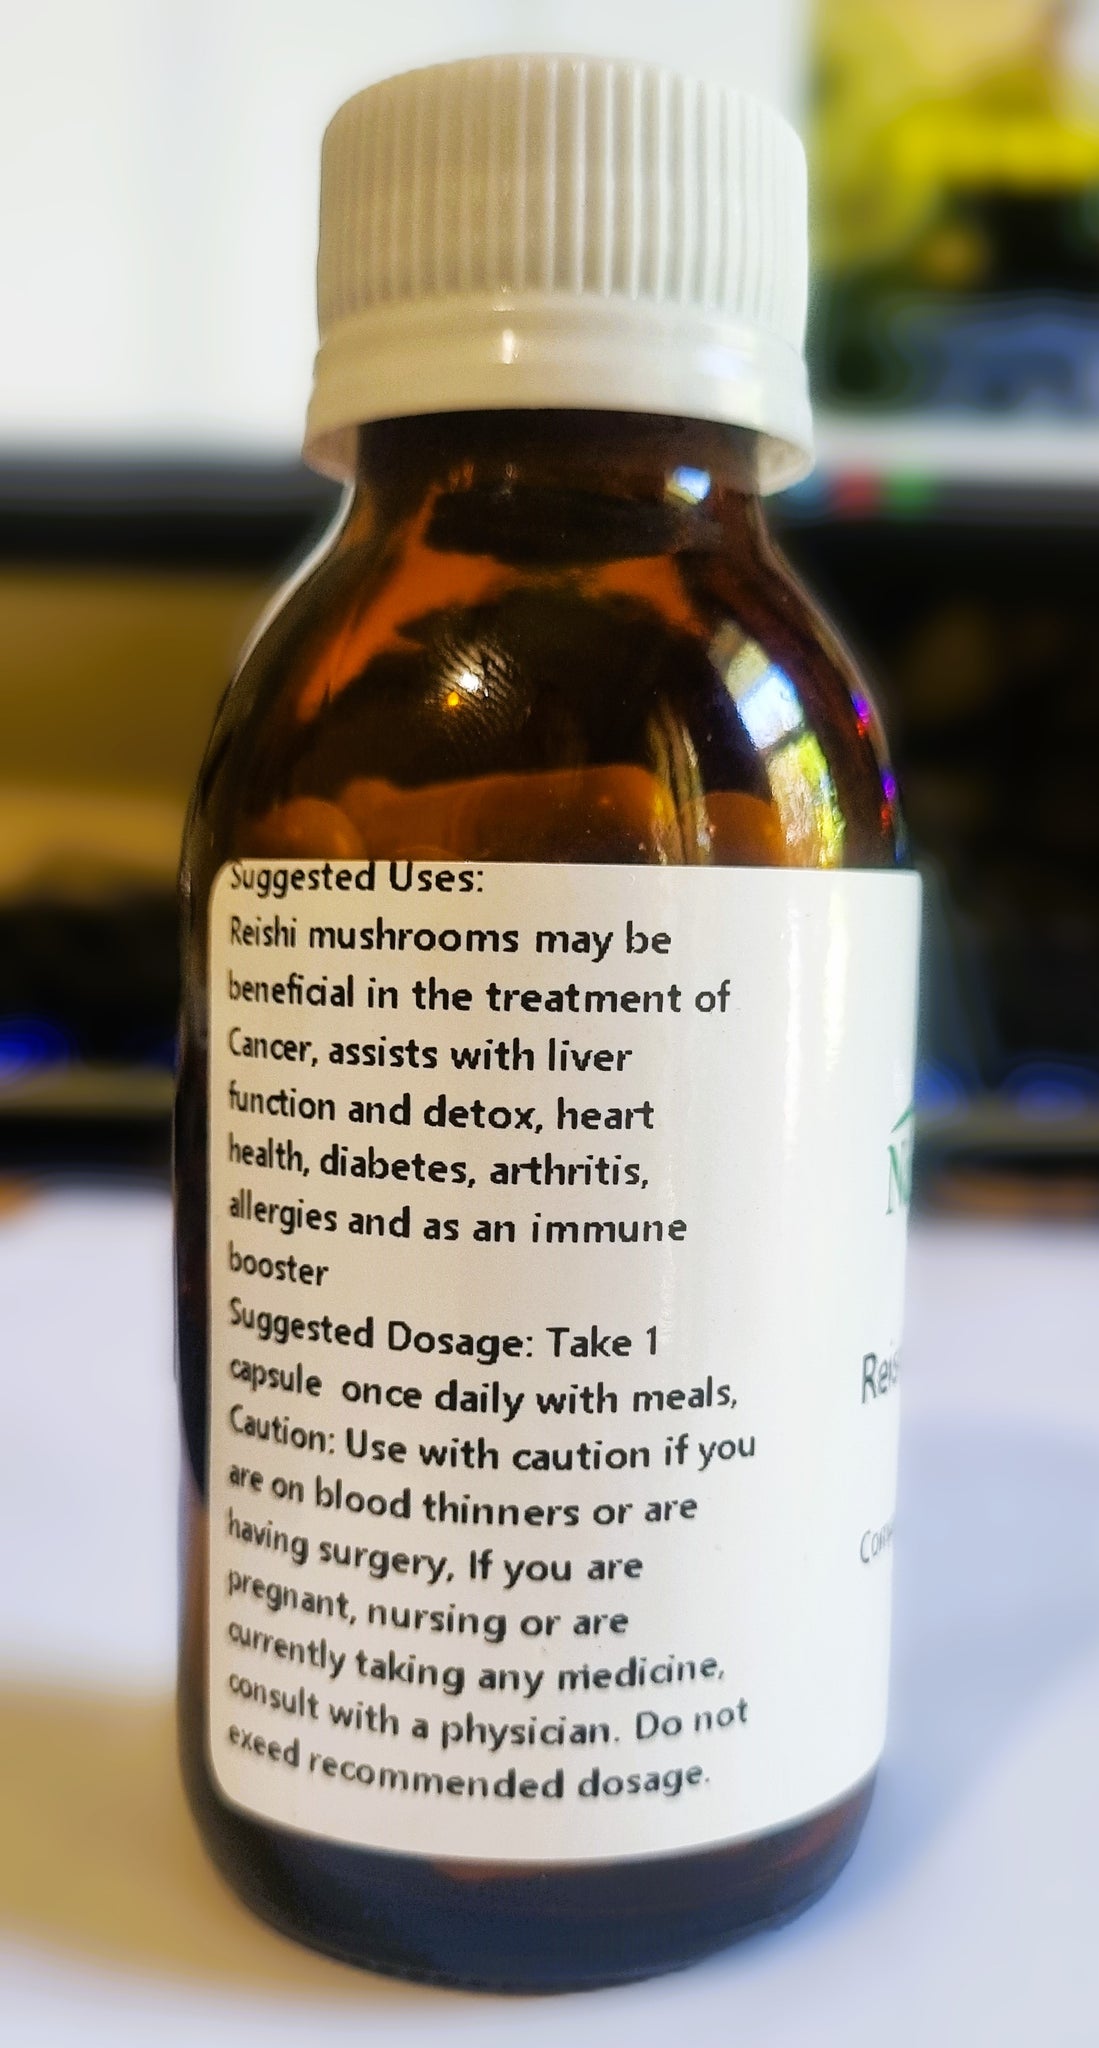 Suggested Uses:
Reishi mushrooms may be
beneficial in the treatment of
Cancer, assists with liver
function and detox, heart
health, diabetes, arthritis,
allergies and as an immune
booster
Suggested Dosage: Take 1
capsule once daily with meals,
Caution: Use with caution if you
are on blood thinners or are
having surgery, If you are
pregnant, nursing or are
currently taking any medicine,
consult with a physician. Do not
exeed recommended dosage.